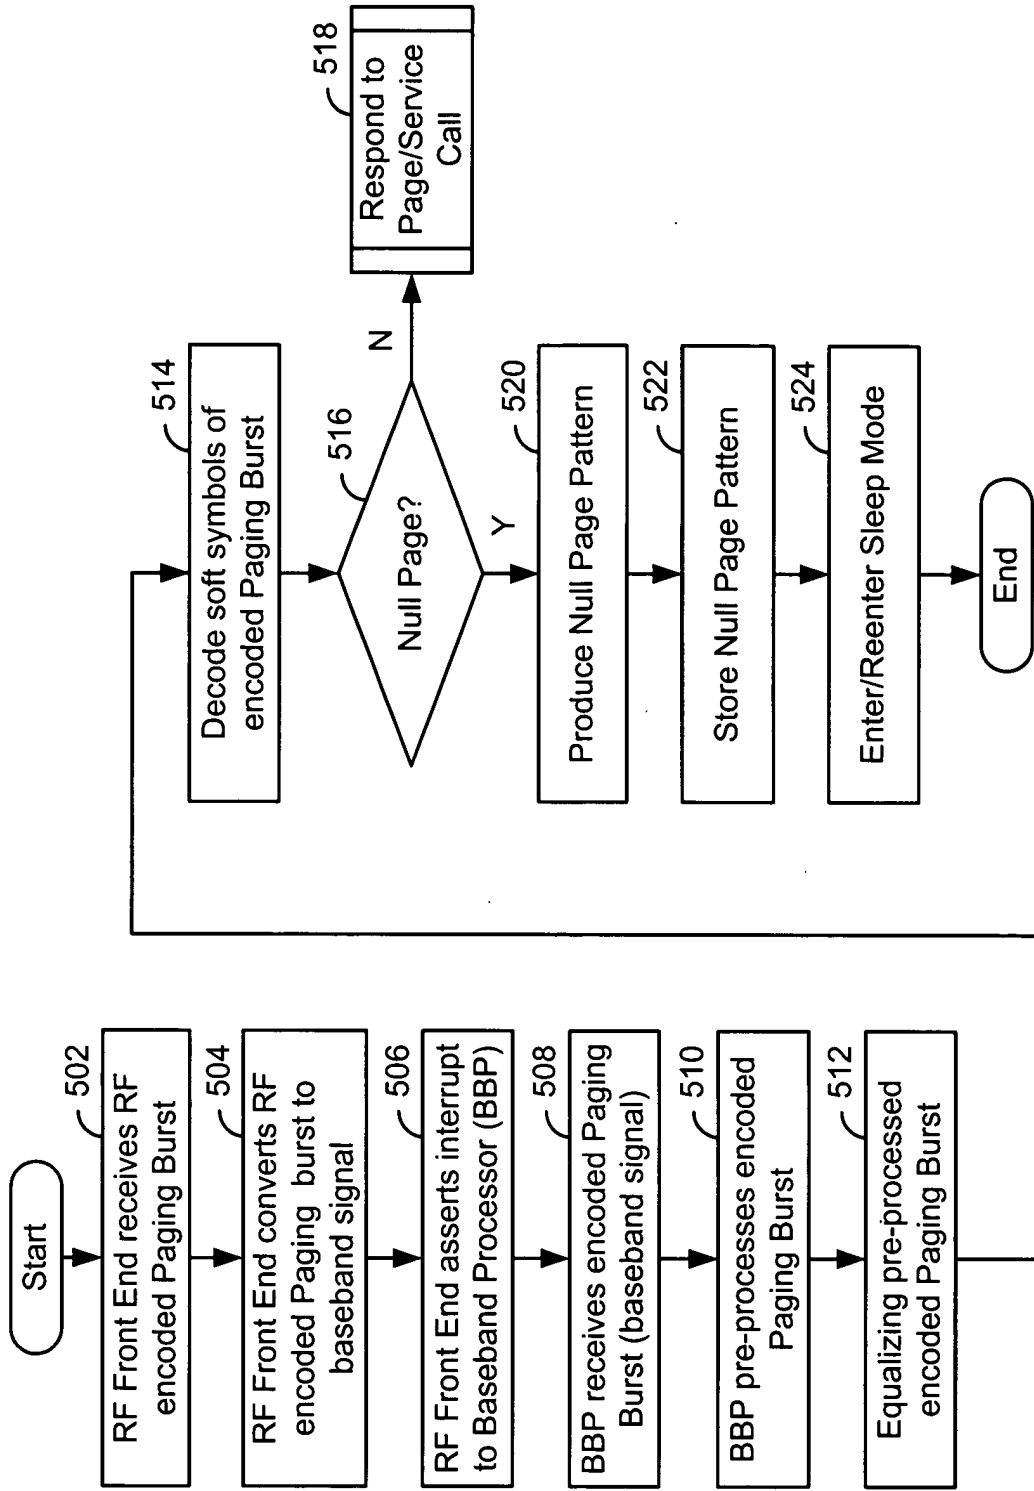 Start
502
RF Front End receives RF
encoded Paging Burst
504
RF Front End converts RF
encoded Paging burst to
baseband signal
506
RF Front End asserts interrupt
to Baseband Processor (BBP)
508
BBP receives encoded Paging
Burst (baseband signal)
510
BBP pre-processes encoded
Paging Burst
512
Equalizing pre-processed
encoded Paging Burst
514
Decode soft symbols of
encoded Paging Burst
516
Null Page?
N
518
Respond to
Page/Service
Call
Y
520
Produce Null Page Pattern
522
Store Null Page Pattern
524
Enter/Reenter Sleep Mode
End